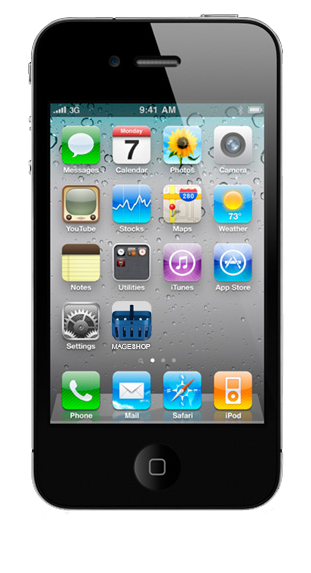 3G 9:41 AM
Monday
7
280
73°
Messages Calendar Photos Camera
YouTube Stocks Maps Weather
Notes Utilities iTunes App Store
Settings MAGESHOP
Phone Mail Safari iPod